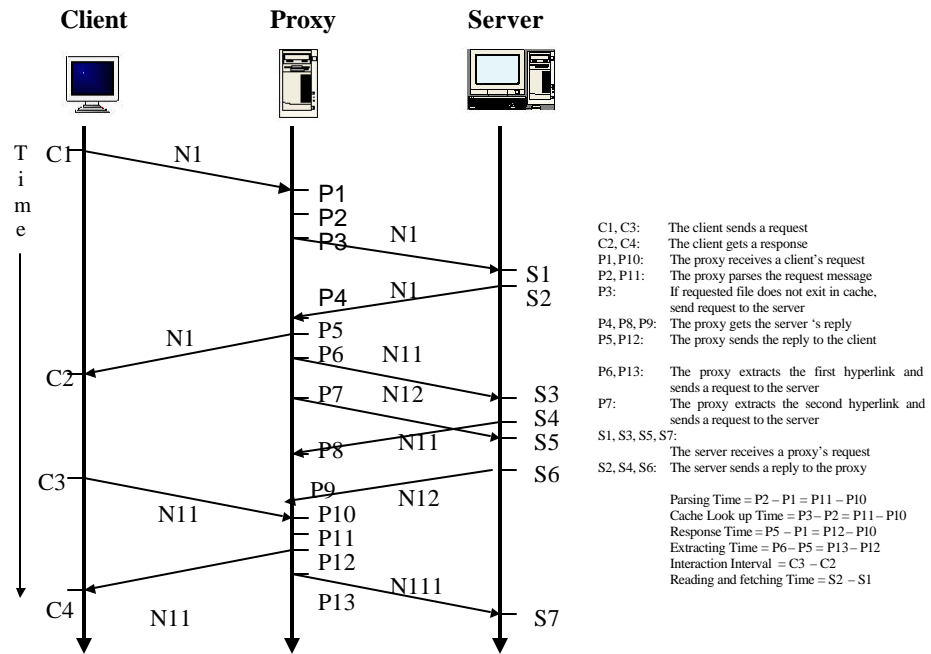 Client Proxy Server
T
i
m
e
C1
N1
P1
P2
P3
N1
S1
N1
S2
P4
P5
N1
P6
N11
C2
P7
N12
S3
S4
N11
S5
P8
S6
C3
P9
N12
N11
P10
P11
P12
N111
P13
C4
N11
S7
C1, C3: The client sends a request
C2, C4: The client gets a response
P1, P10: The proxy receives a client's request
P2, P11: The proxy parses the request message
P3: If requested file does not exit in cache,
send request to the server
P4, P8, P9: The proxy gets the server 's reply
P5, P12: The proxy sends the reply to the client
P6, P13: The proxy extracts the first hyperlink and
sends a request to the server
P7: The proxy extracts the second hyperlink and
sends a request to the server
S1, S3, S5, S7:
The server receives a proxy's request
S2, S4, S6: The server sends a reply to the proxy
Parsing Time = P2 – P1 = P11 – P10
Cache Look up Time = P3 – P2 = P11 – P10
Response Time = P5 – P1 = P12 – P10
Extracting Time = P6 – P5 = P13 – P12
Interaction Interval = C3 – C2
Reading and fetching Time = S2 – S1